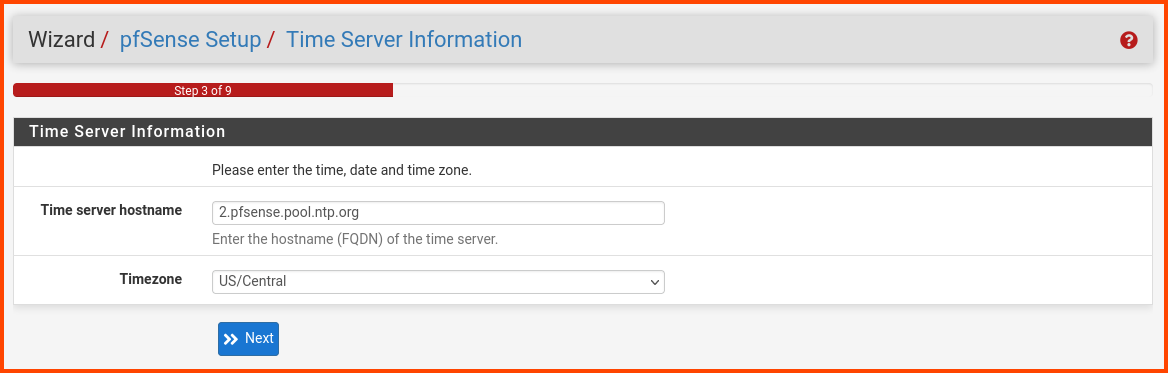 Wizard / pfSense Setup / Time Server Information
Step 3 of 9
Time Server Information
Please enter the time, date and time zone.
Time server hostname
2.pfsense.pool.ntp.org
Enter the hostname (FQDN) of the time server.
Timezone
US/Central
Next